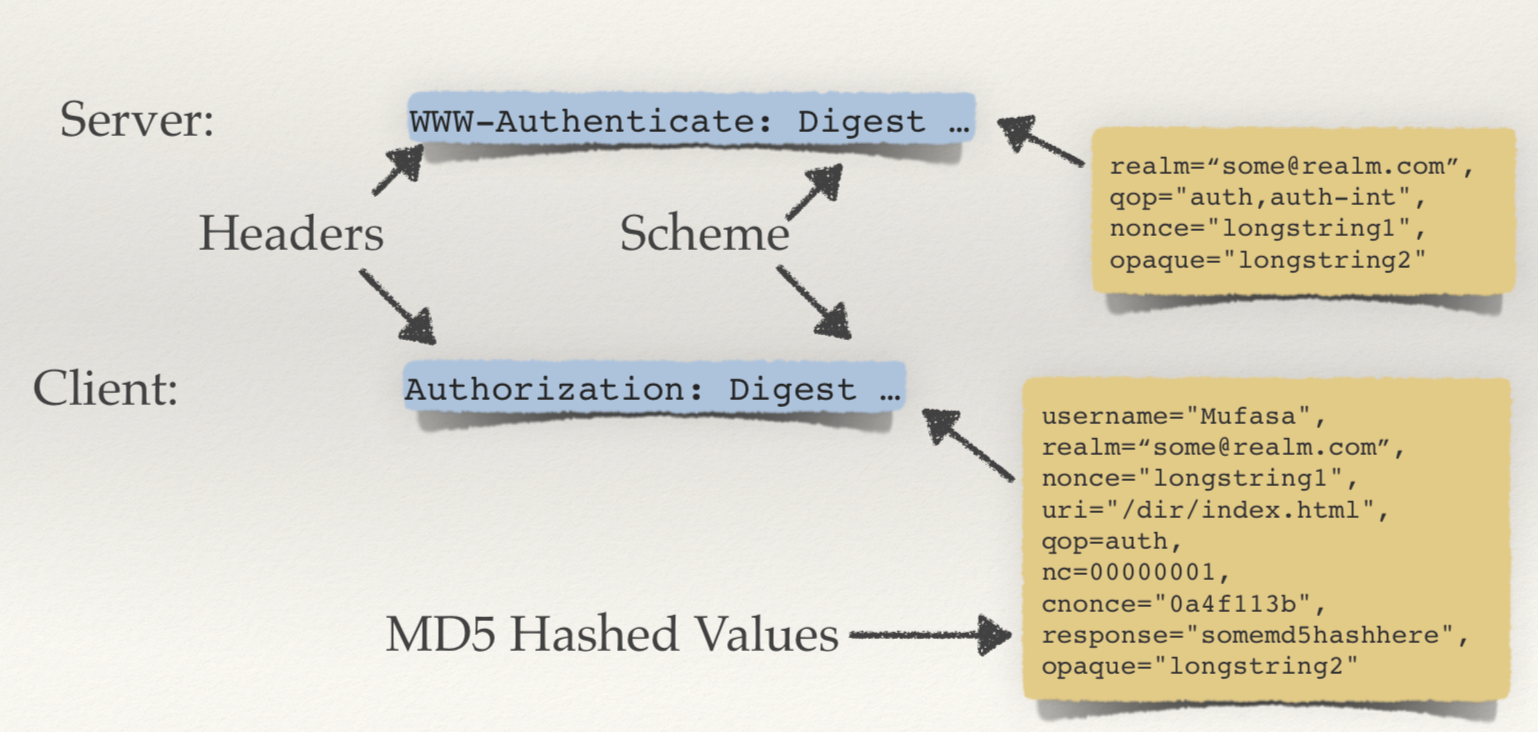 Server:
WWW-Authenticate: Digest …
realm=“some@realm.com”,
qop="auth,auth-int",
nonce="longstring1",
opaque="longstring2"
Headers
Scheme
Client:
Authorization: Digest …
username="Mufasa",
realm=“some@realm.com”,
nonce="longstring1",
uri="/dir/index.html",
qop=auth,
nc=00000001,
cnonce="0a4f113b",
response="somemd5hashhere",
opaque="longstring2"
MD5 Hashed Values